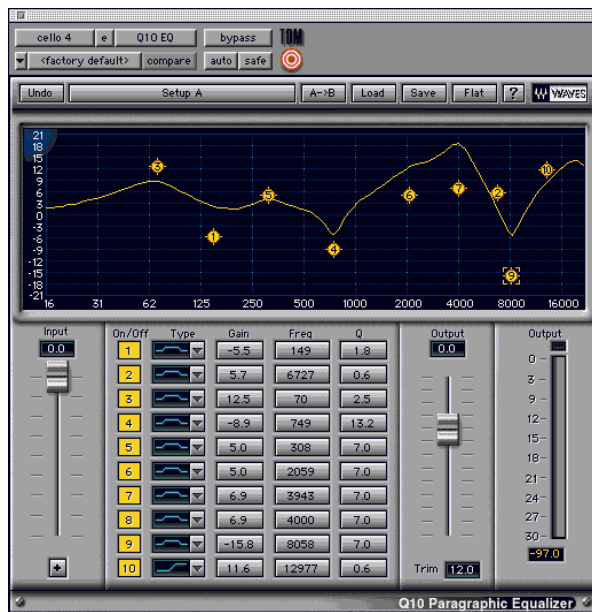 cello 4 e Q10 EQ bypass TDM
<factory default> compare auto safe
Undo Setup A A->B Load Save Flat ? WAVES
21
18
15
12
9
6
3
0
-3
-6
-9
-12
-15
-18
-21
3 10
5 6 7 2
1
4
9
16 31 62 125 250 500 1000 2000 4000 8000 16000
Input On/Off Type Gain Freq Q Output Output
0.0 0.0
1 -5.5 149 1.8
2 5.7 6727 0.6
3 12.5 70 2.5
4 -8.9 749 13.2
5 5.0 308 7.0
6 5.0 2059 7.0
7 6.9 3943 7.0
8 6.9 4000 7.0
9 -15.8 8058 7.0
10 11.6 12977 0.6
0
3
9
12
15
18
21
24
27
30
-97.0
+
Trim 12.0
Q10 Paragraphic Equalizer